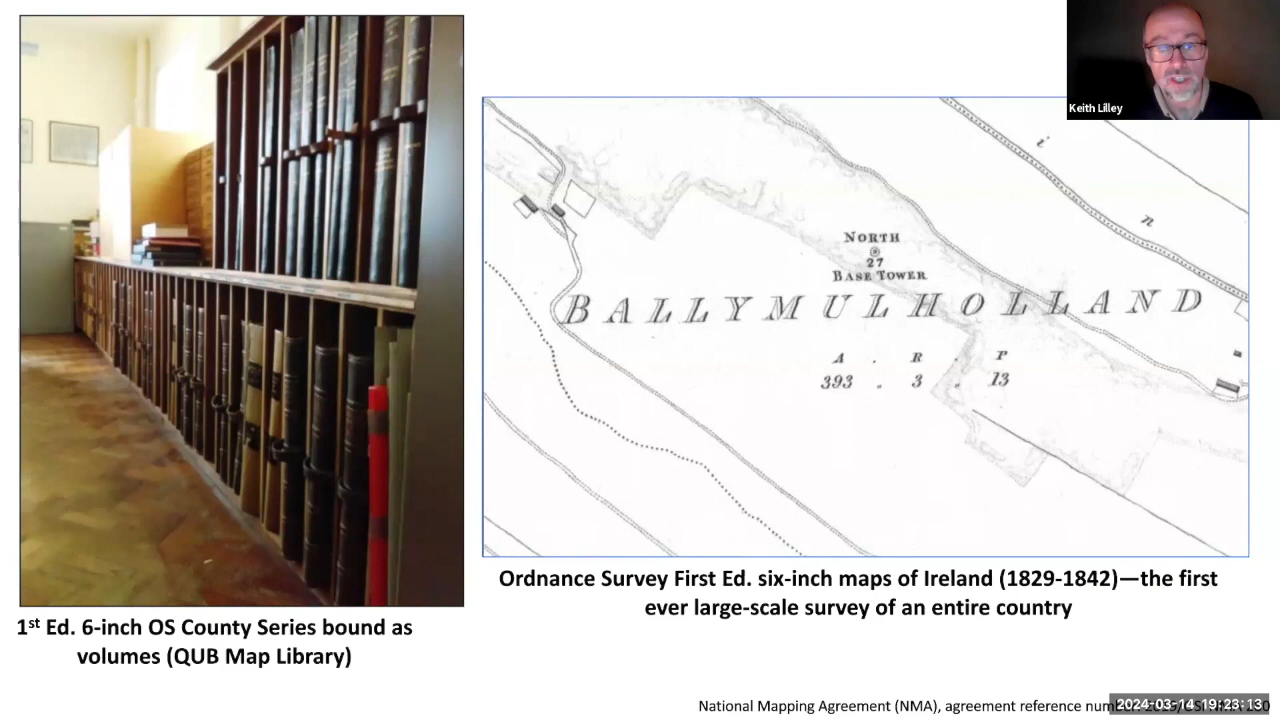 Keith Lilley
i
n
NORTH
27
BASE TOWER
BALLYMULHOLLAND
A . R . P
393 . 3 . 13
Ordnance Survey First Ed. six-inch maps of Ireland (1829-1842)—the first
ever large-scale survey of an entire country
1st Ed. 6-inch OS County Series bound as
volumes (QUB Map Library)
National Mapping Agreement (NMA), agreement reference
2024-03-14 19:23:13